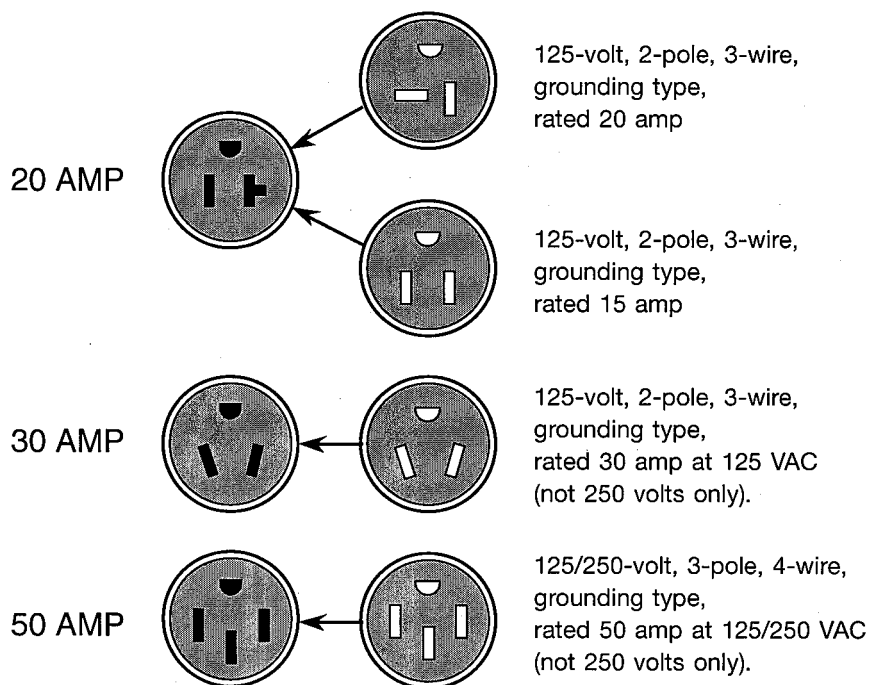 125-volt, 2-pole, 3-wire,
grounding type,
rated 20 amp
20 AMP
125-volt, 2-pole, 3-wire,
grounding type,
rated 15 amp
30 AMP
125-volt, 2-pole, 3-wire,
grounding type,
rated 30 amp at 125 VAC
(not 250 volts only).
50 AMP
125/250-volt, 3-pole, 4-wire,
grounding type,
rated 50 amp at 125/250 VAC
(not 250 volts only).